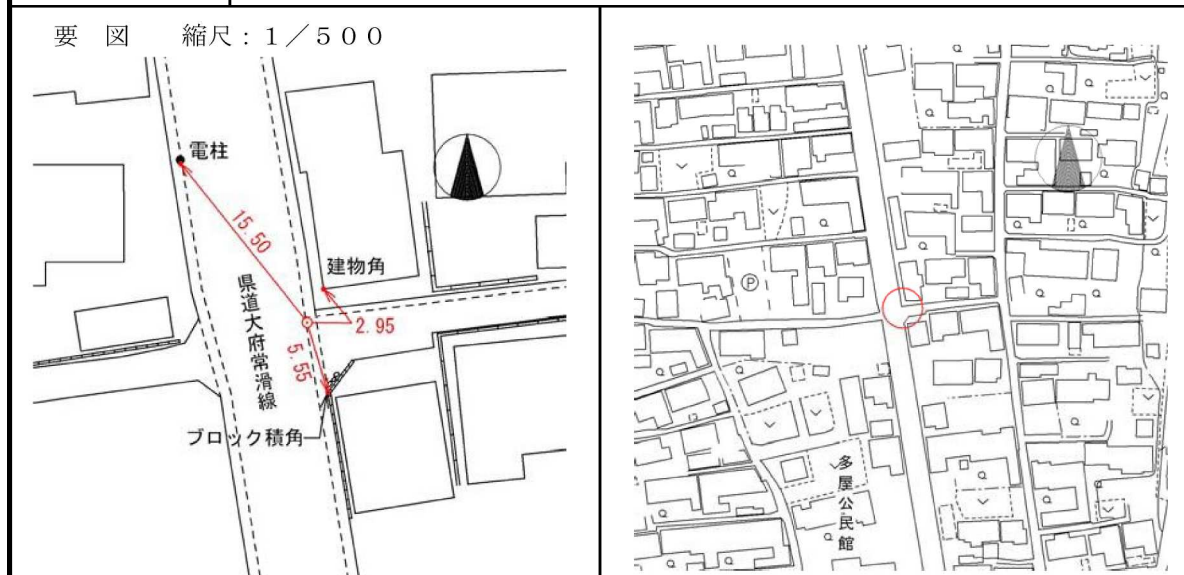 要 図 縮尺:1/500
電柱
15.50
建物角
県道大府常滑線
2.95
5.55
ブロック積角
P
多屋公民館